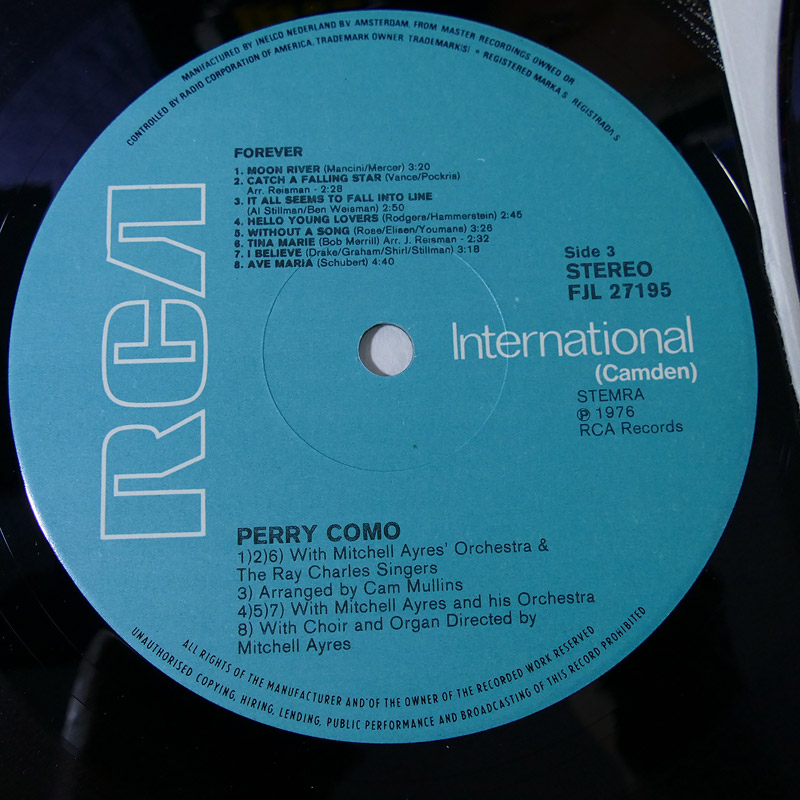 MANUFACTURED BY INELCO NEDERLAND BV AMSTERDAM, FROM MASTER RECORDINGS OWNED OR
CONTROLLED BY RADIO CORPORATION OF AMERICA, TRADEMARK OWNER TRADEMARK(S) * REGISTERED MARKAS REGISTRADAS
FOREVER
1. MOON RIVER (Mancini/Mercer) 3:20
2. CATCH A FALLING STAR (Vance/Pockris)
Arr. Reisman - 2:28
3. IT ALL SEEMS TO FALL INTO LINE
(Al Stillman/Ben Weisman) 2:50
4. HELLO YOUNG LOVERS (Rodgers/Hammerstein) 2:45
5. WITHOUT A SONG (Rose/Elisen/Youmans) 3:26
6. TINA MARIE (Bob Merrill) Arr. J. Reisman - 2:32
7. I BELIEVE (Drake/Graham/Shirl/Stillman) 3:18
8. AVE MARIA (Schubert) 4:40
Side 3
STEREO
FJL 27195
RCA
International
(Camden)
STEMRA
℗ 1976
RCA Records
PERRY COMO
1)2)6) With Mitchell Ayres' Orchestra &
The Ray Charles Singers
3) Arranged by Cam Mullins
4)5)7) With Mitchell Ayres and his Orchestra
8) With Choir and Organ Directed by
Mitchell Ayres
ALL RIGHTS OF THE MANUFACTURER AND OF THE OWNER OF THE RECORDED WORK RESERVED
UNAUTHORISED COPYING, HIRING, LENDING, PUBLIC PERFORMANCE AND BROADCASTING OF THIS RECORD PROHIBITED